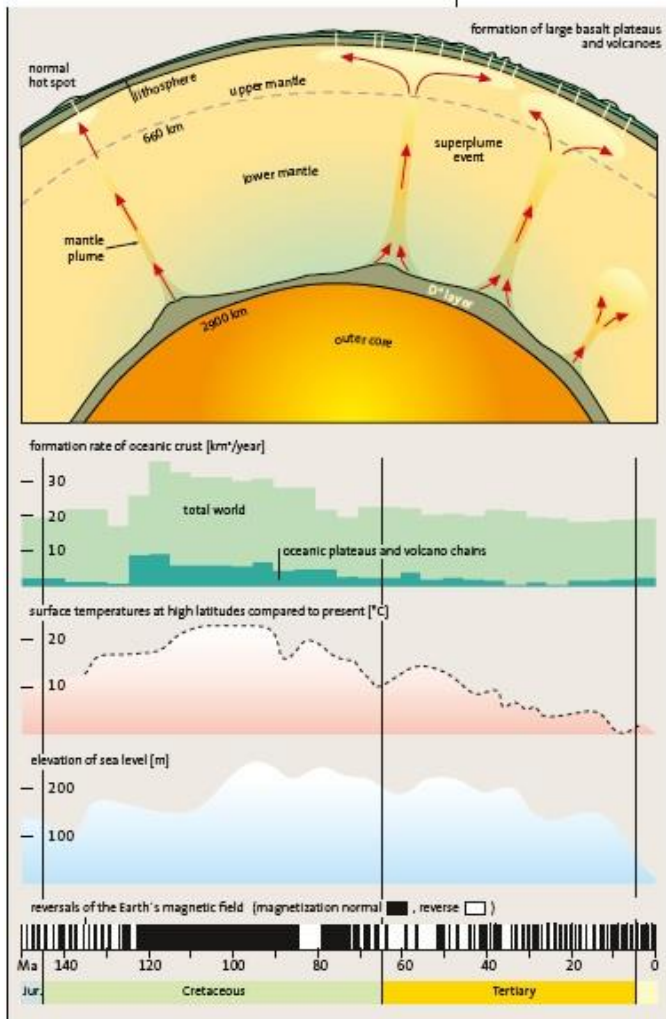 formation of large basalt plateaus
and volcanoes
normal
hot spot
lithosphere
upper mantle
660 km
superplume
event
lower mantle
mantle
plume
D" layer
2900 km
outer core
formation rate of oceanic crust [km³/year]
30
total world
20
10
oceanic plateaus and volcano chains
surface temperatures at high latitudes compared to present [°C]
20
10
elevation of sea level [m]
200
100
reversals of the Earth's magnetic field (magnetization normal , reverse )
Ma 140 120 100 80 60 40 20 0
Jur. Cretaceous Tertiary